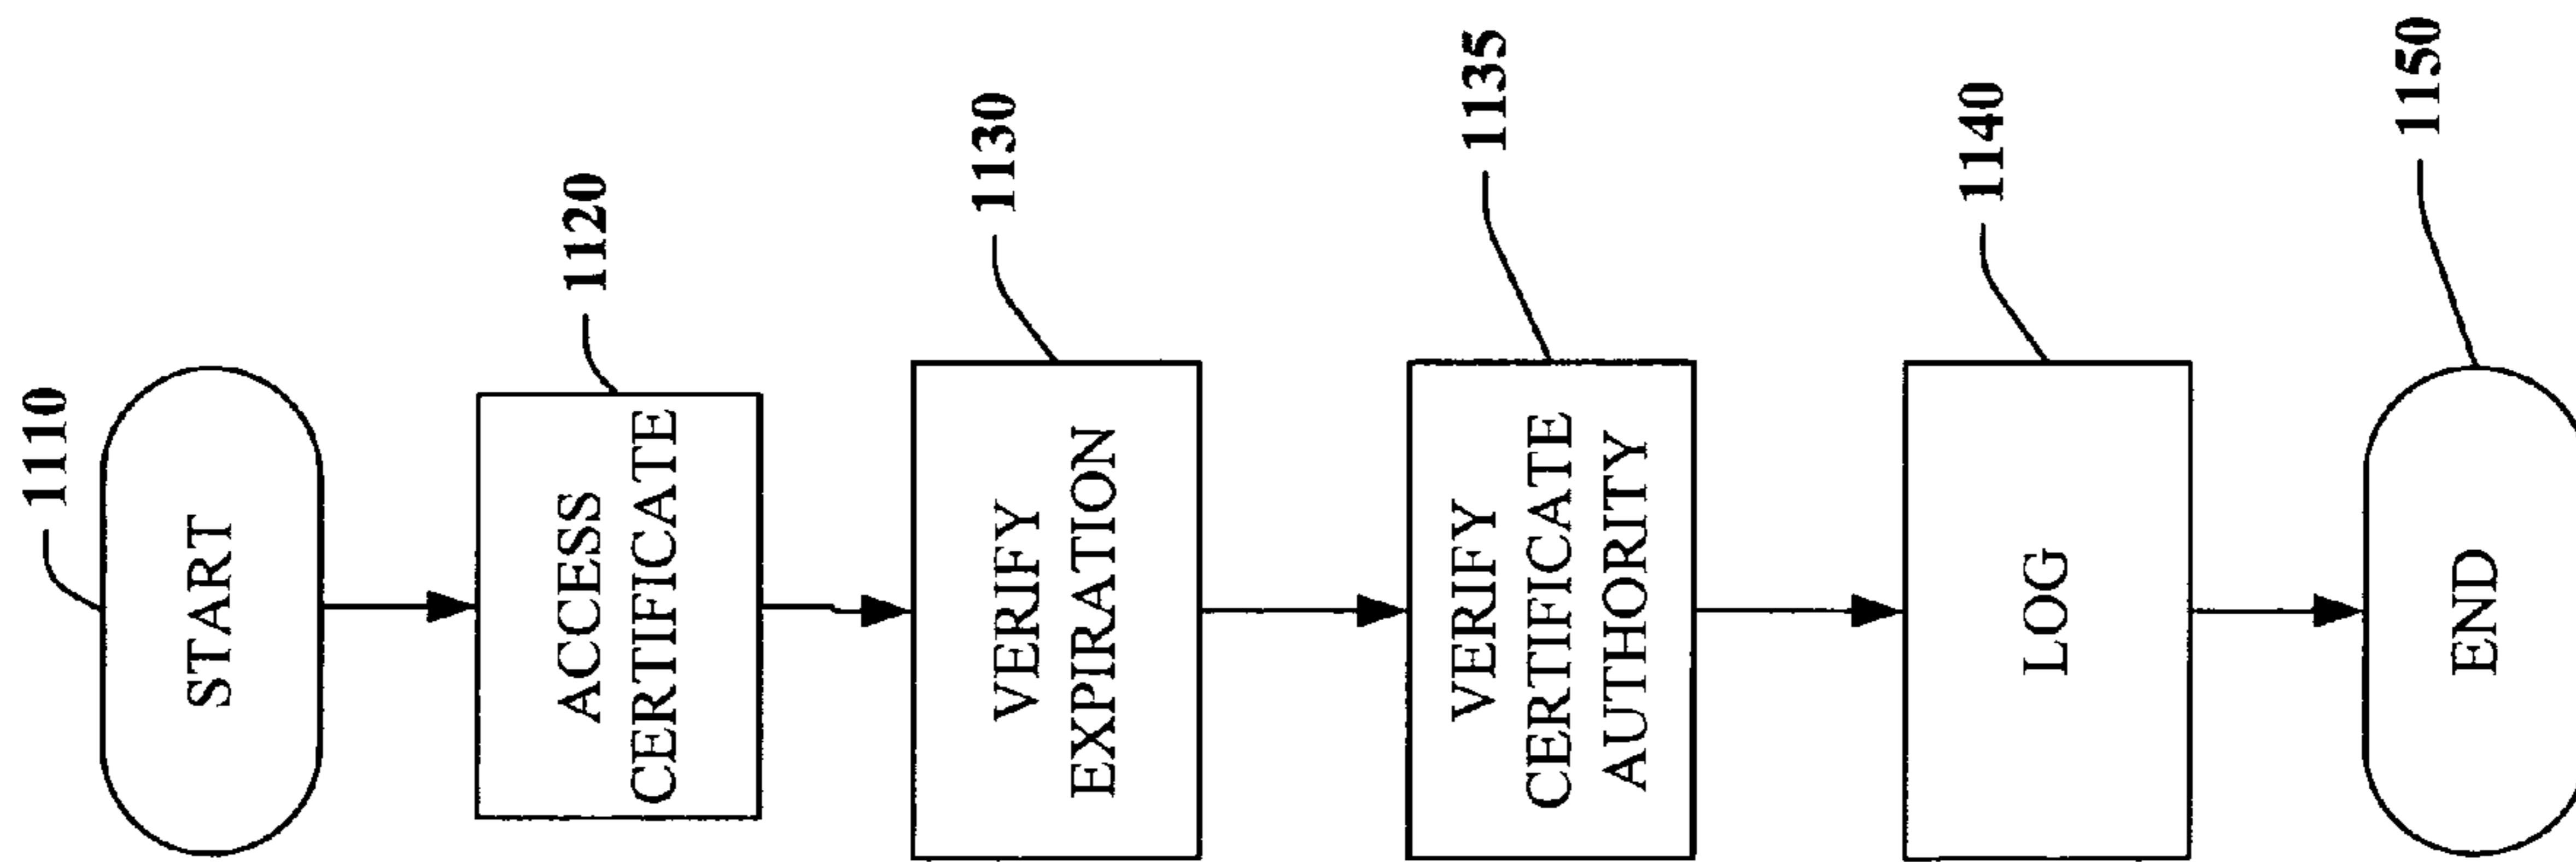 1110
START
1120
ACCESS
CERTIFICATE
1130
VERIFY
EXPIRATION
1135
VERIFY
CERTIFICATE
AUTHORITY
1140
LOG
1150
END